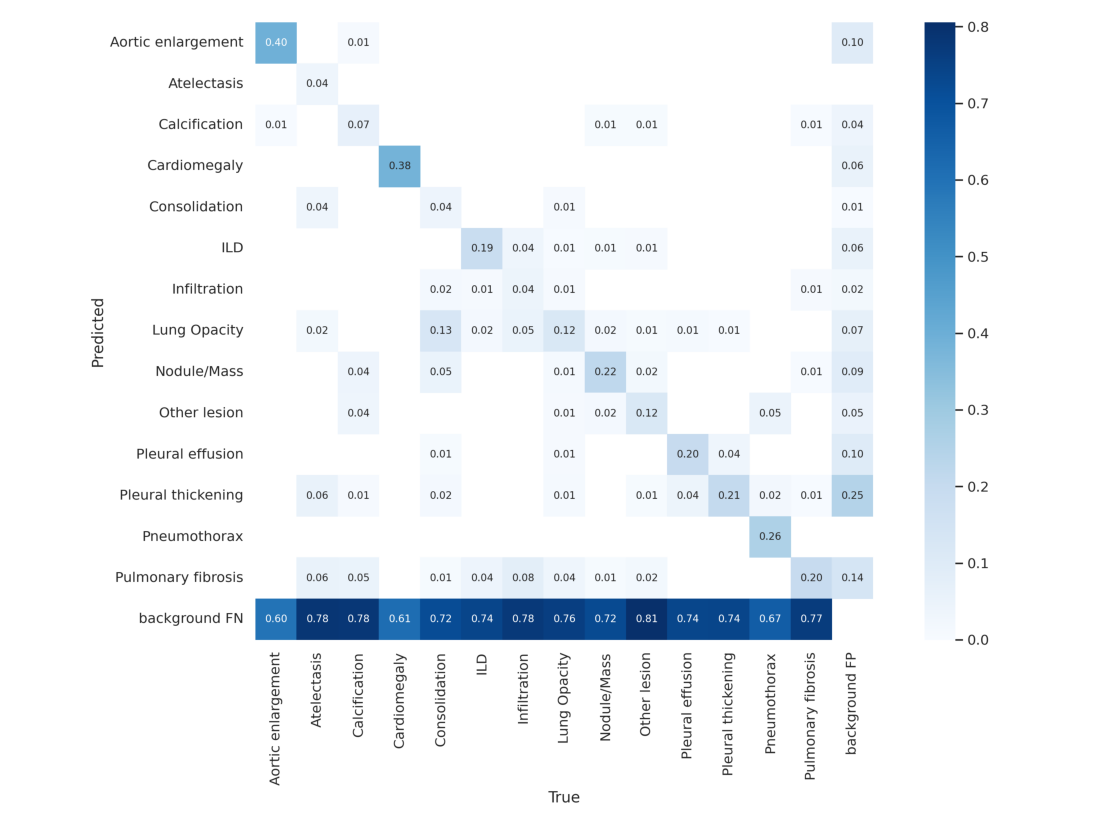 Aortic enlargement 0.40 0.01 0.10
Atelectasis 0.04
Calcification 0.01 0.07 0.01 0.01 0.01 0.04
Cardiomegaly 0.38 0.06
Consolidation 0.04 0.04 0.01 0.01
ILD 0.19 0.04 0.01 0.01 0.01 0.06
Infiltration 0.02 0.01 0.04 0.01 0.01 0.02
Lung Opacity 0.02 0.13 0.02 0.05 0.12 0.02 0.01 0.01 0.01 0.07
Nodule/Mass 0.04 0.05 0.01 0.22 0.02 0.01 0.09
Other lesion 0.04 0.01 0.02 0.12 0.05 0.05
Pleural effusion 0.01 0.01 0.20 0.04 0.10
Pleural thickening 0.06 0.01 0.02 0.01 0.01 0.04 0.21 0.02 0.01 0.25
Pneumothorax 0.26
Pulmonary fibrosis 0.06 0.05 0.01 0.04 0.08 0.04 0.01 0.02 0.20 0.14
background FN 0.60 0.78 0.78 0.61 0.72 0.74 0.78 0.76 0.72 0.81 0.74 0.74 0.67 0.77
Predicted
Aortic enlargement
Atelectasis
Calcification
Cardiomegaly
Consolidation
ILD
Infiltration
Lung Opacity
Nodule/Mass
Other lesion
Pleural effusion
Pleural thickening
Pneumothorax
Pulmonary fibrosis
background FP
True
0.8
0.7
0.6
0.5
0.4
0.3
0.2
0.1
0.0